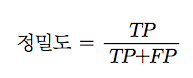 정밀도 = TP / TP+FP